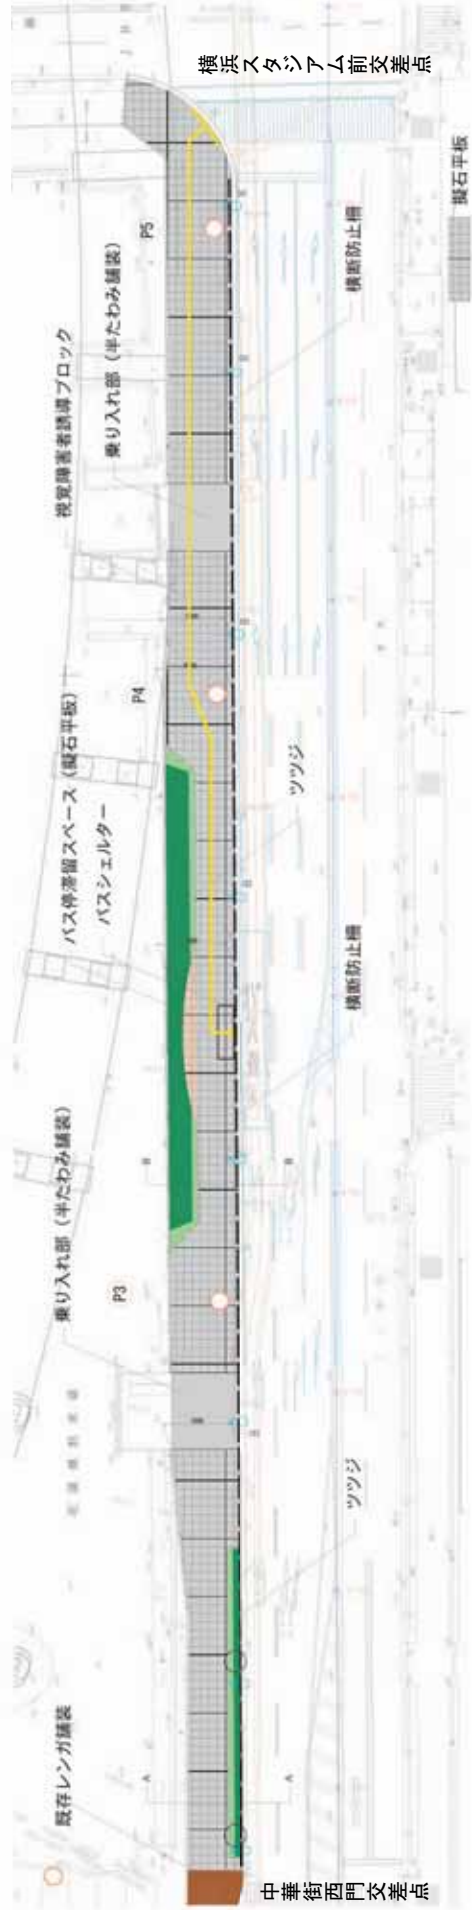 横浜スタジアム前交差点
擬石平板
P5
横断防止柵
乗り入れ部（半たわみ舗装）
視覚障害者誘導ブロック
P4
バス停滞留スペース（擬石平板）
バスシェルター
ツツジ
横断防止柵
B
B
乗り入れ部（半たわみ舗装）
P3
ツツジ
既存レンガ舗装
A
A
中華街西門交差点